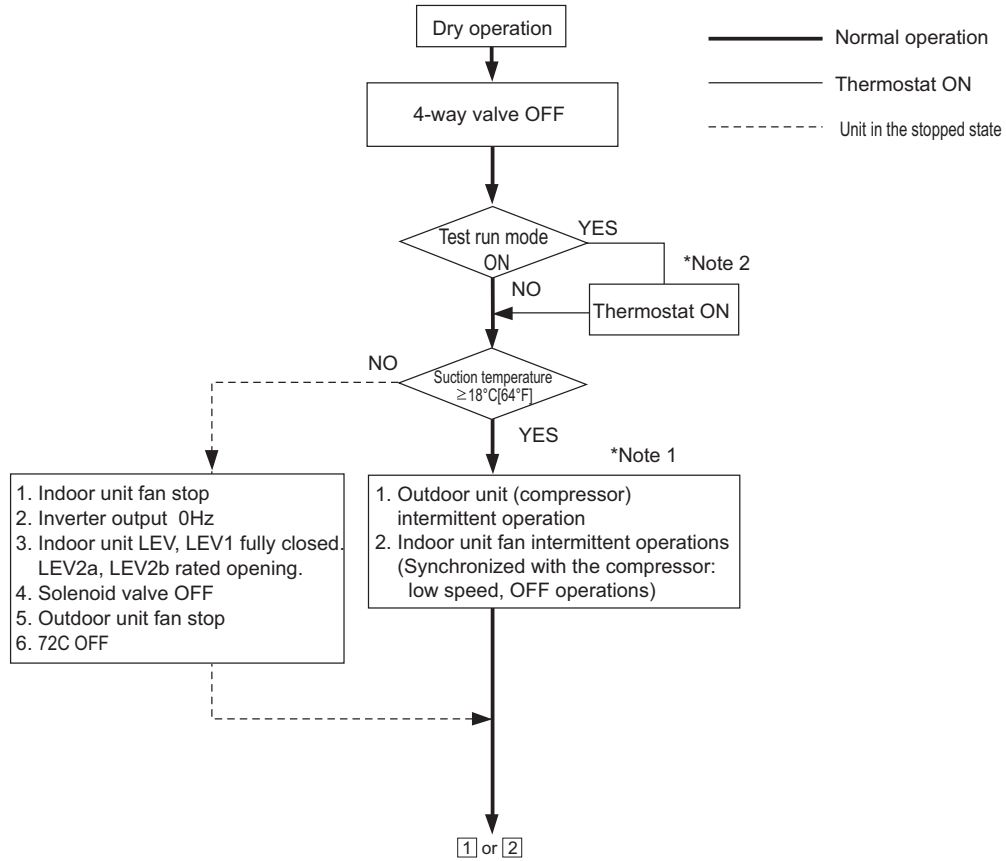 Dry operation
Normal operation
Thermostat ON
Unit in the stopped state
4-way valve OFF
Test run mode
ON
YES
*Note 2
NO
Thermostat ON
NO
Suction temperature
≥18°C[64°F]
YES
*Note 1
1. Indoor unit fan stop
2. Inverter output 0Hz
3. Indoor unit LEV, LEV1 fully closed.
LEV2a, LEV2b rated opening.
4. Solenoid valve OFF
5. Outdoor unit fan stop
6. 72C OFF
1. Outdoor unit (compressor)
intermittent operation
2. Indoor unit fan intermittent operations
(Synchronized with the compressor:
low speed, OFF operations)
1 or 2